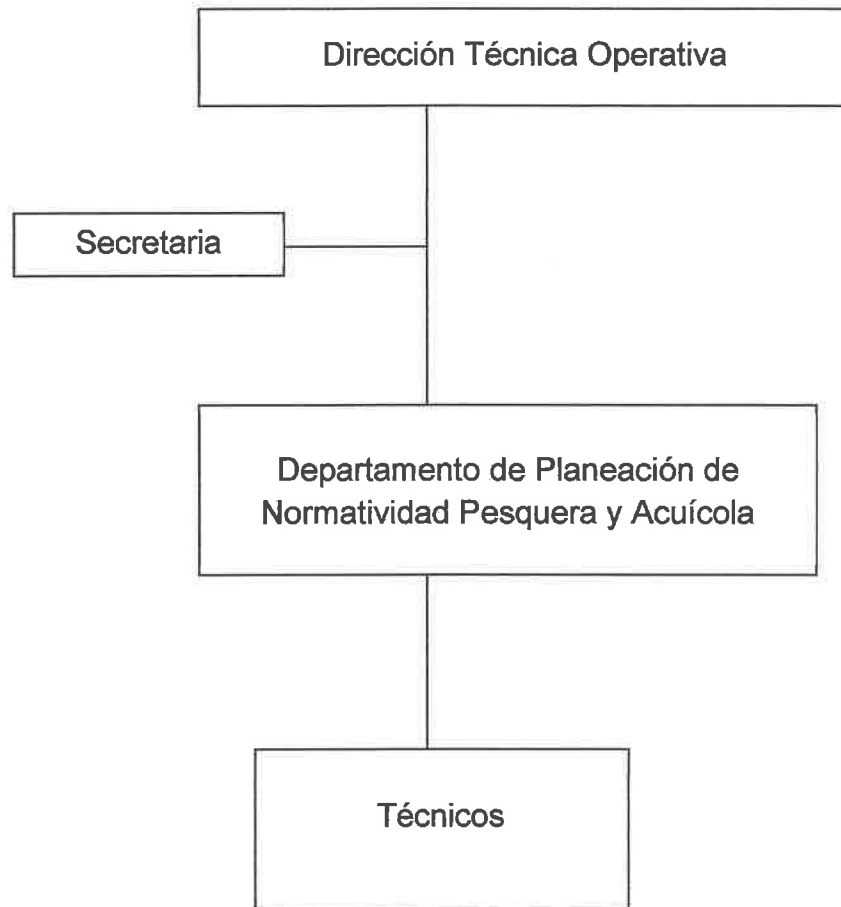 Dirección Técnica Operativa
Secretaria
Departamento de Planeación de
Normatividad Pesquera y Acuícola
Técnicos